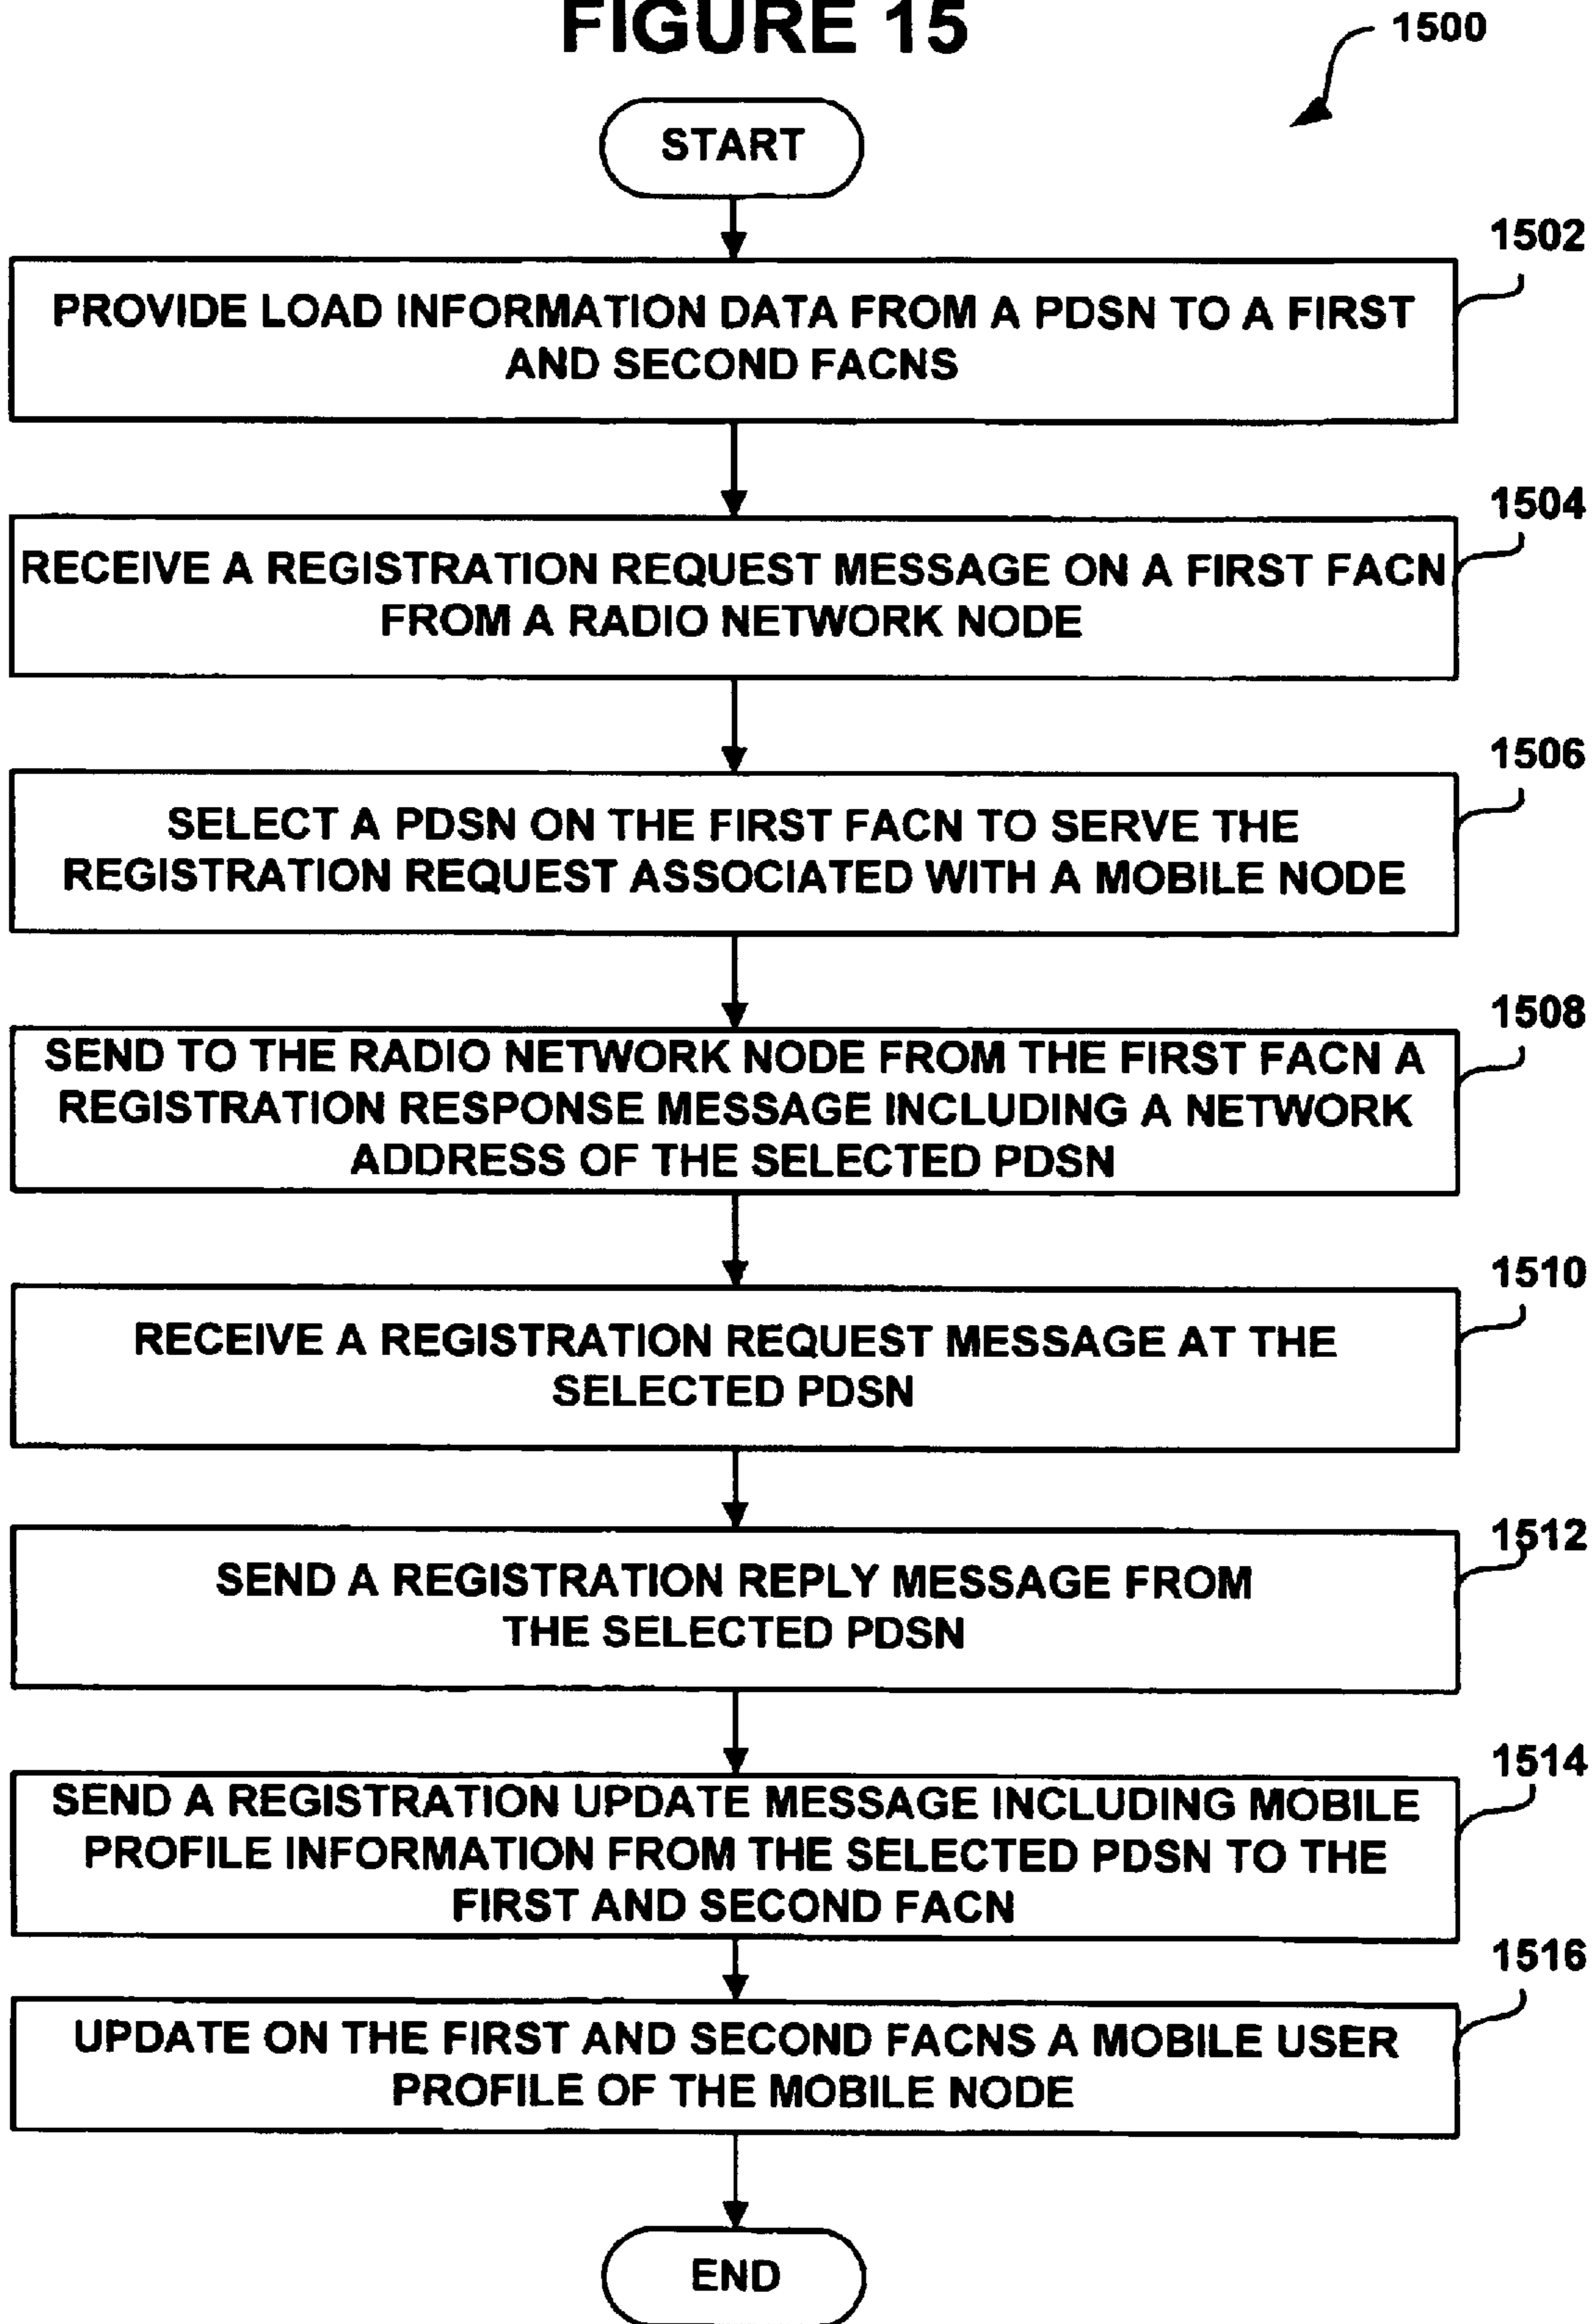 FIGURE 15
1500
START
1502
PROVIDE LOAD INFORMATION DATA FROM A PDSN TO A FIRST
AND SECOND FACNS
1504
RECEIVE A REGISTRATION REQUEST MESSAGE ON A FIRST FACN
FROM A RADIO NETWORK NODE
1506
SELECT A PDSN ON THE FIRST FACN TO SERVE THE
REGISTRATION REQUEST ASSOCIATED WITH A MOBILE NODE
1508
SEND TO THE RADIO NETWORK NODE FROM THE FIRST FACN A
REGISTRATION RESPONSE MESSAGE INCLUDING A NETWORK
ADDRESS OF THE SELECTED PDSN
1510
RECEIVE A REGISTRATION REQUEST MESSAGE AT THE
SELECTED PDSN
1512
SEND A REGISTRATION REPLY MESSAGE FROM
THE SELECTED PDSN
1514
SEND A REGISTRATION UPDATE MESSAGE INCLUDING MOBILE
PROFILE INFORMATION FROM THE SELECTED PDSN TO THE
FIRST AND SECOND FACN
1516
UPDATE ON THE FIRST AND SECOND FACNS A MOBILE USER
PROFILE OF THE MOBILE NODE
END